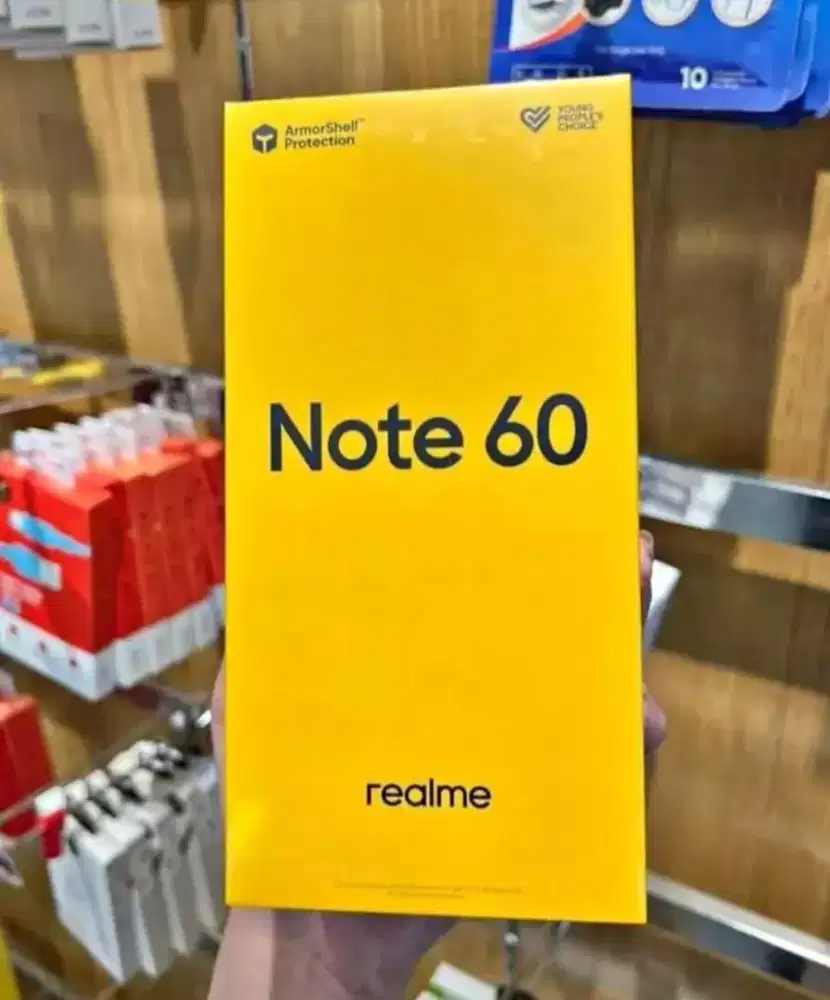 ArmorShell™
Protection
YOUNG
PEOPLE'S
CHOICE
Note 60
realme
10